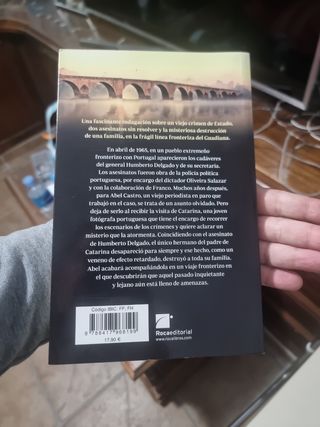 Una fascinante indagación sobre un viejo crimen de Estado,
dos asesinatos sin resolver y la misteriosa destrucción
de una familia, en la frágil línea fronteriza del Guadiana.
En abril de 1965, en un pueblo extremeño
fronterizo con Portugal aparecieron los cadáveres
del general Humberto Delgado y de su secretaria.
Los asesinatos fueron obra de la policía política
portuguesa, por encargo del dictador Oliveira Salazar
y con la colaboración de Franco. Muchos años después,
para Abel Castro, un viejo periodista en paro que
trabajó en el caso, se trata de un asunto olvidado. Pero
deja de serlo al recibir la visita de Catarina, una joven
fotógrafa portuguesa que tiene el encargo de recorrer
los escenarios de los crímenes y quiere aclarar un
misterio que la atormenta. Coincidiendo con el asesinato
de Humberto Delgado, el único hermano del padre de
Catarina desapareció para siempre y ese hecho, como
un veneno de efecto retardado, destruyó a toda su familia.
Abel acabará acompañándola en un viaje fronterizo en
el que descubrirán que aquel pasado inquietante
y lejano aún está lleno de amenazas.
Código IBIC: FF, FH
9 788417 968199
17,90 €
Rocaeditorial
www.rocalibros.com